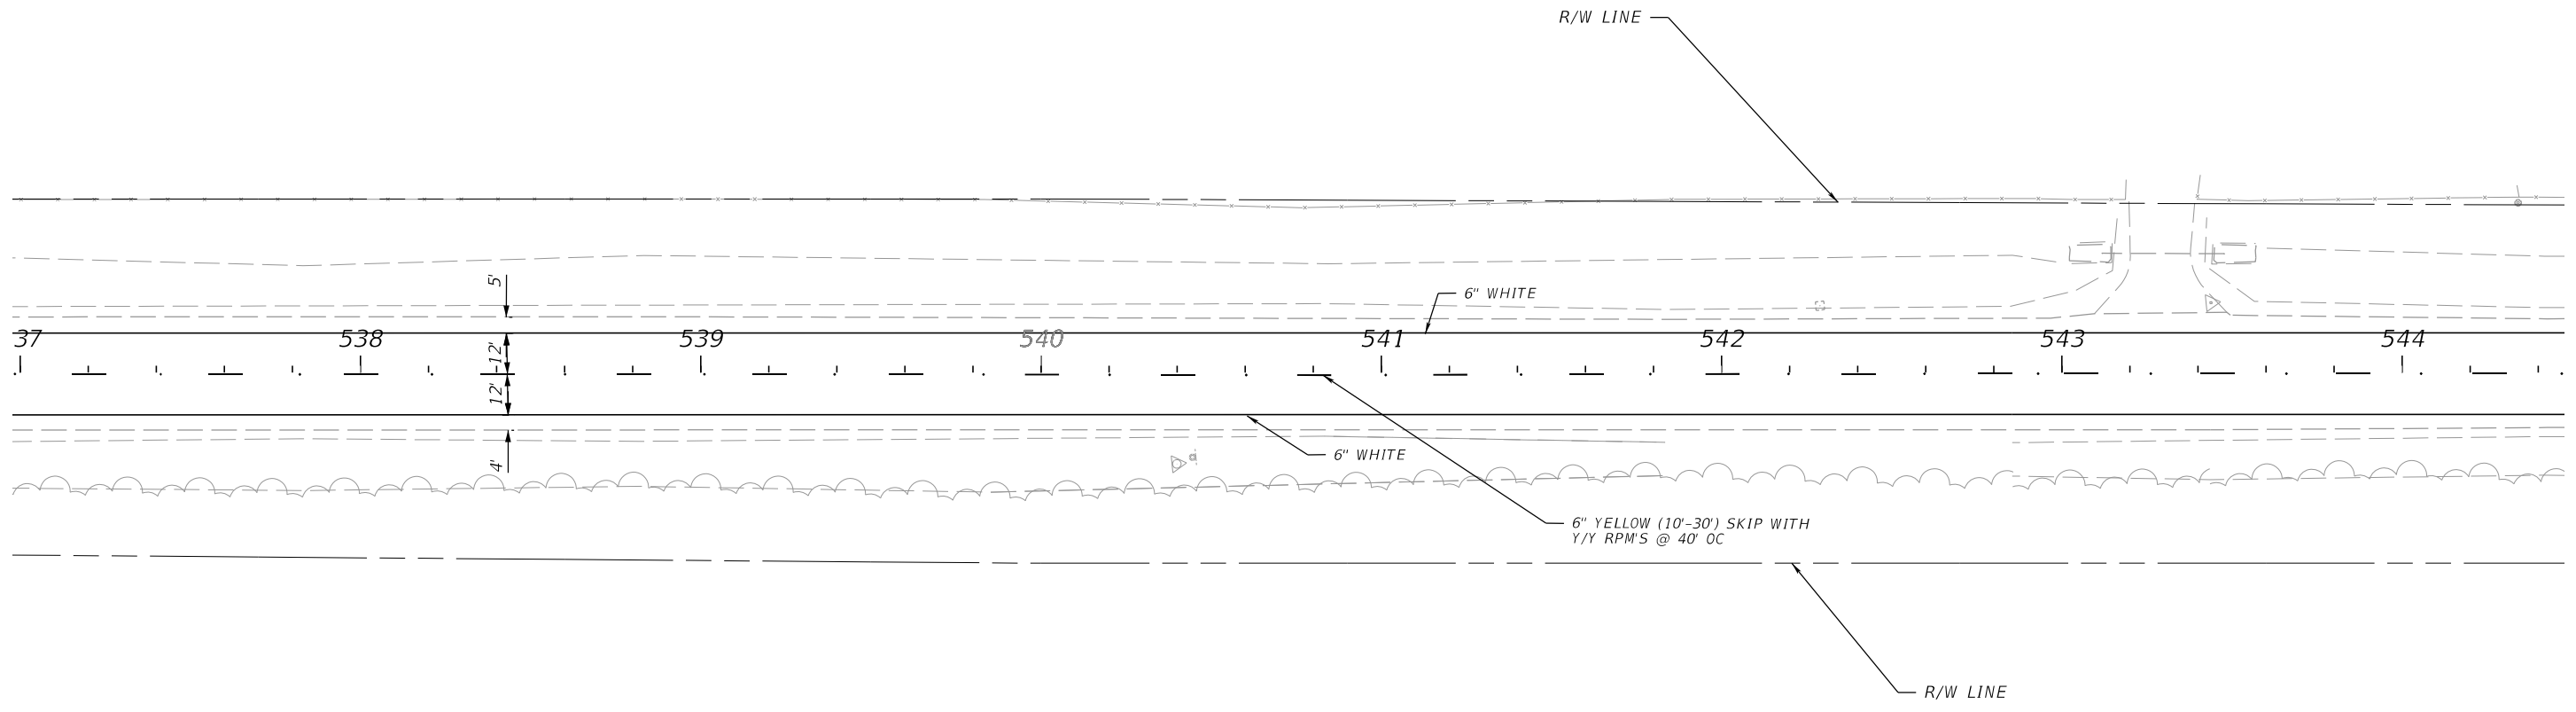 R/W LINE
5'
6" WHITE
37 538 539 540 541 542 543 544
12'
12'
6" WHITE
4'
6" YELLOW (10'-30') SKIP WITH
Y/Y RPM'S @ 40' OC
R/W LINE